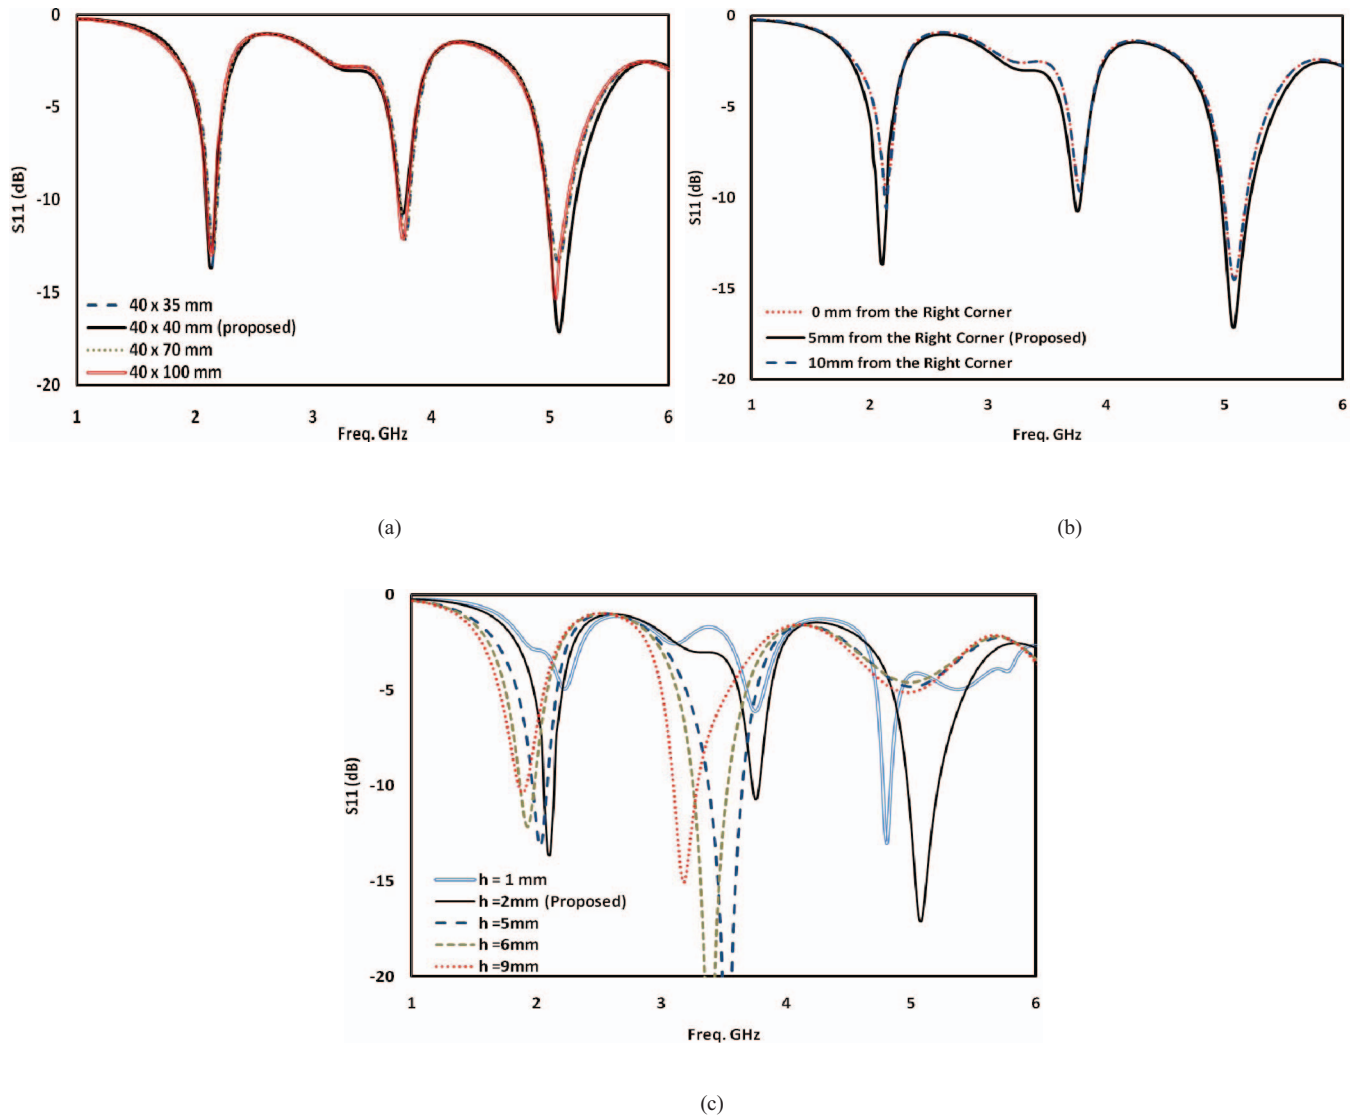 0
-5
-10
-15
-20
S11 (dB)
40 x 35 mm
40 x 40 mm (proposed)
40 x 70 mm
40 x 100 mm
1 2 3 4 5 6
Freq. GHz
(a)
0
-5
-10
-15
-20
S11 (dB)
0 mm from the Right Corner
5mm from the Right Corner (Proposed)
10mm from the Right Corner
1 2 3 4 5 6
Freq. GHz
(b)
0
-5
-10
-15
-20
S11 (dB)
h = 1 mm
h =2mm (Proposed)
h =5mm
h =6mm
h =9mm
1 2 3 4 5 6
Freq. GHz
(c)